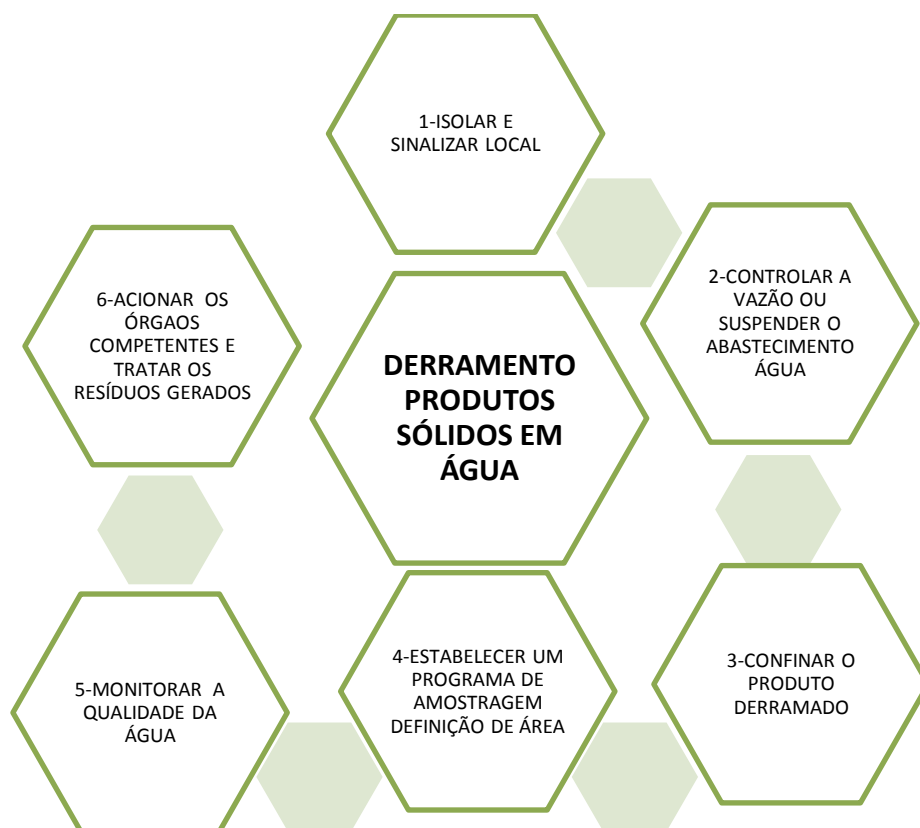 1-ISOLAR E
SINALIZAR LOCAL
2-CONTROLAR A
VAZÃO OU
SUSPENDER O
ABASTECIMENTO
ÁGUA
3-CONFINAR O
PRODUTO
DERRAMADO
4-ESTABELECER UM
PROGRAMA DE
AMOSTRAGEM
DEFINIÇÃO DE ÁREA
5-MONITORAR A
QUALIDADE DA
ÁGUA
6-ACIONAR OS
ÓRGAOS
COMPETENTES E
TRATAR OS
RESÍDUOS GERADOS
DERRAMENTO
PRODUTOS
SÓLIDOS EM
ÁGUA